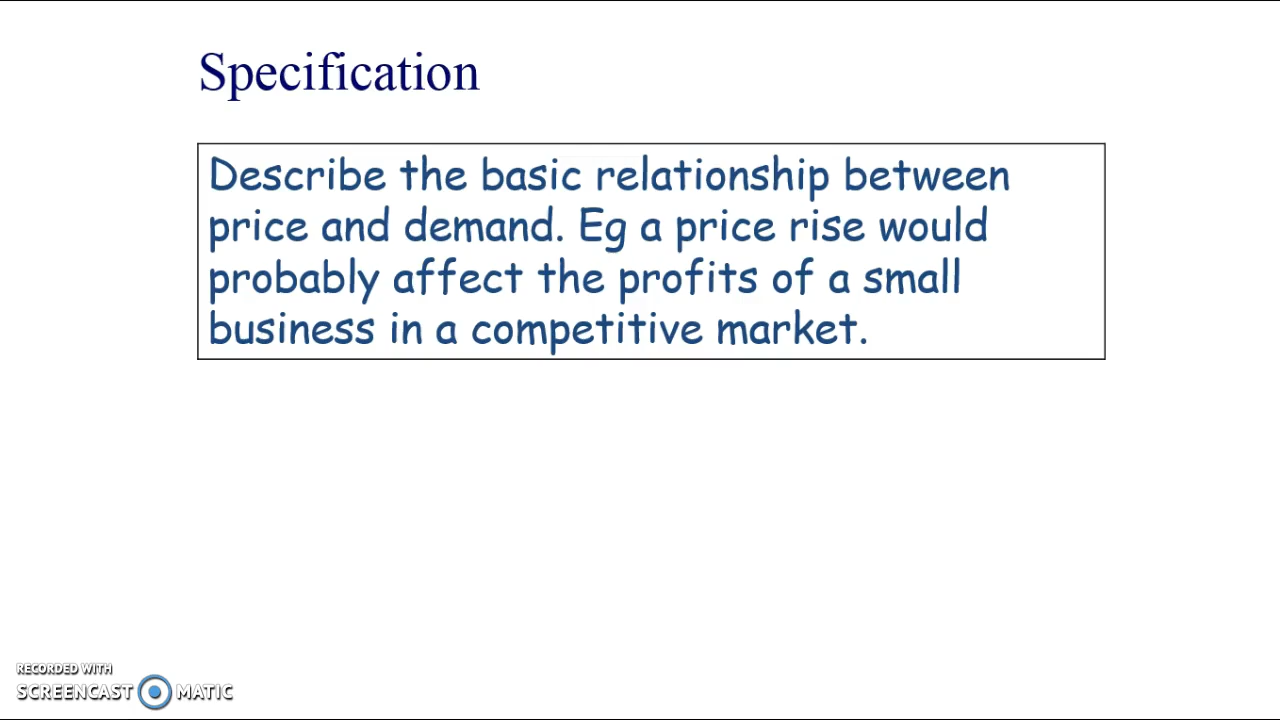 Specification
Describe the basic relationship between
price and demand. Eg a price rise would
probably affect the profits of a small
business in a competitive market.
RECORDED WITH
SCREENCAST MATIC